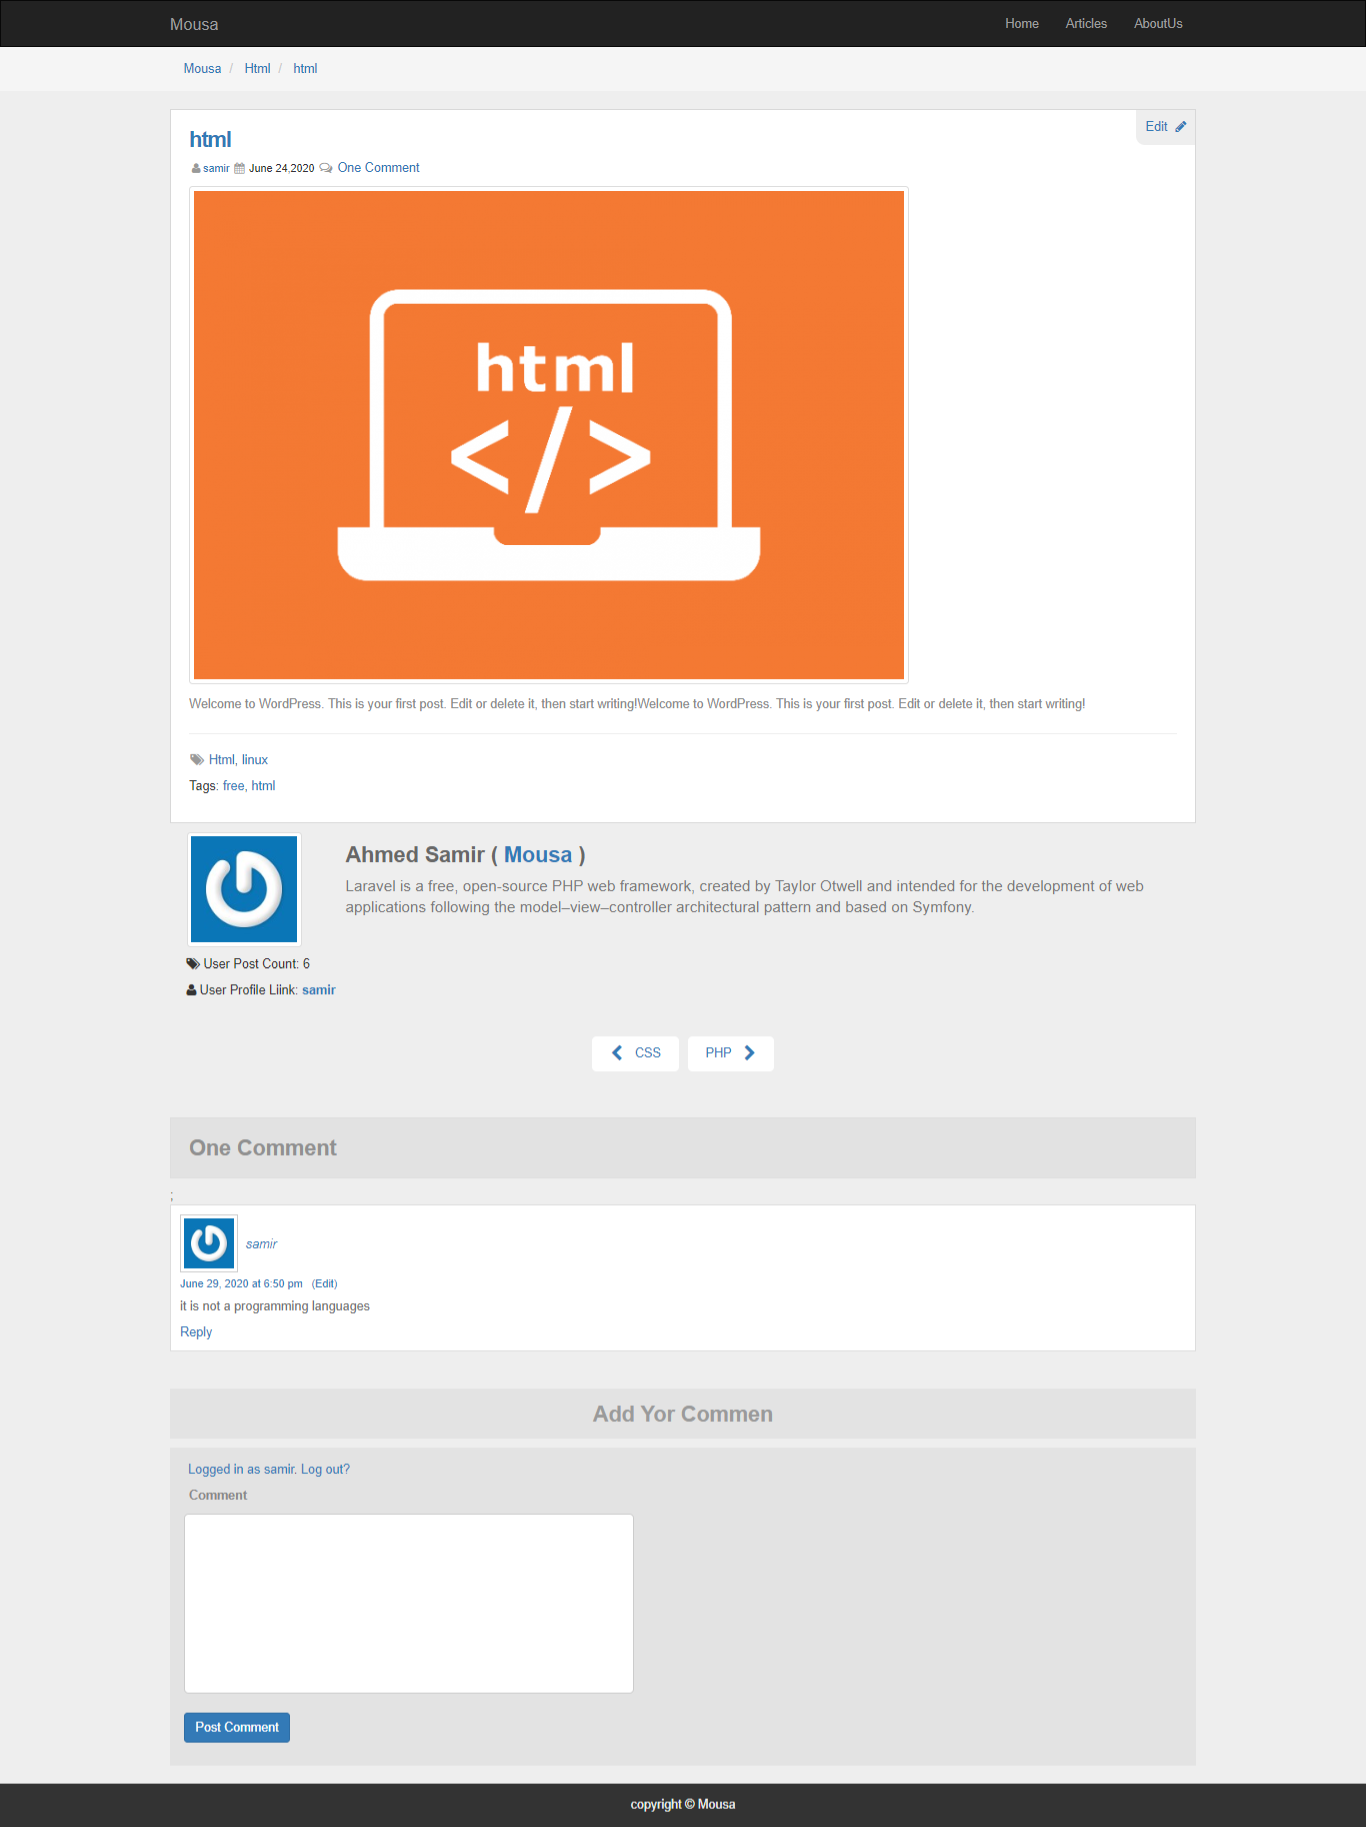 Mousa Home Articles AboutUs
Mousa / Html / html
html
Edit
samir June 24,2020 One Comment
html
</>
Welcome to WordPress. This is your first post. Edit or delete it, then start writing!Welcome to WordPress. This is your first post. Edit or delete it, then start writing!
Html, linux
Tags: free, html
Ahmed Samir ( Mousa )
Laravel is a free, open-source PHP web framework, created by Taylor Otwell and intended for the development of web
applications following the model–view–controller architectural pattern and based on Symfony.
User Post Count: 6
User Profile Liink: samir
CSS PHP
One Comment
;
samir
June 29, 2020 at 6:50 pm (Edit)
it is not a programming languages
Reply
Add Yor Commen
Logged in as samir. Log out?
Comment
Post Comment
copyright © Mousa